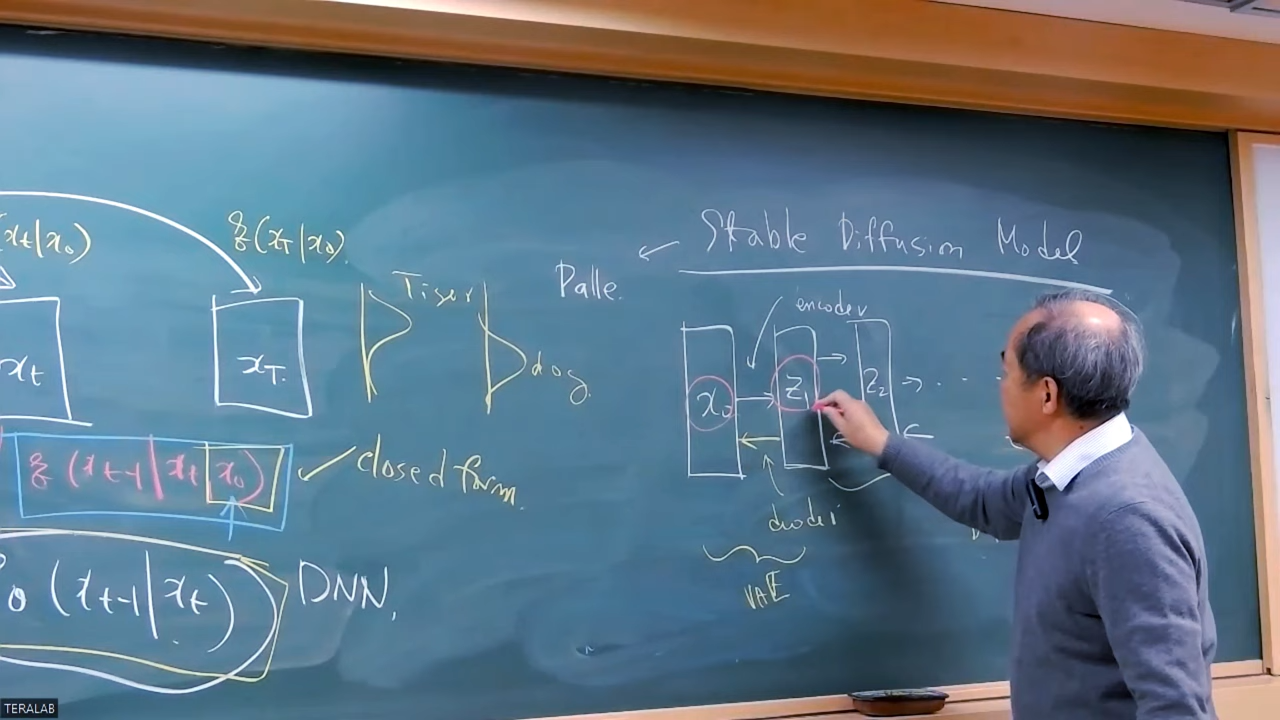 (xt|x0)
q(xT|x0).
Stable Diffusion Model
Palle.
Tiger
dog.
encoder
xt
xT.
x0
z1
z2
→ . . -
q(xt-1|xt x0)
closed form.
decoder
VAE
θ(xt-1|xt)
DNN,
TERALAB